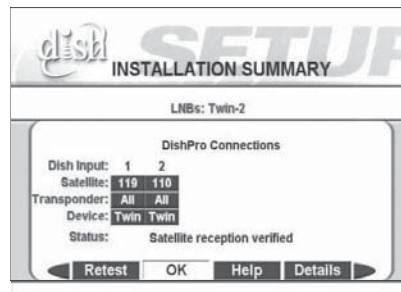 dish
SETUP
INSTALLATION SUMMARY
LNBs: Twin-2
DishPro Connections
Dish Input: 1 2
Satellite: 119 110
Transponder: All All
Device: Twin Twin
Status: Satellite reception verified
Retest OK Help Details